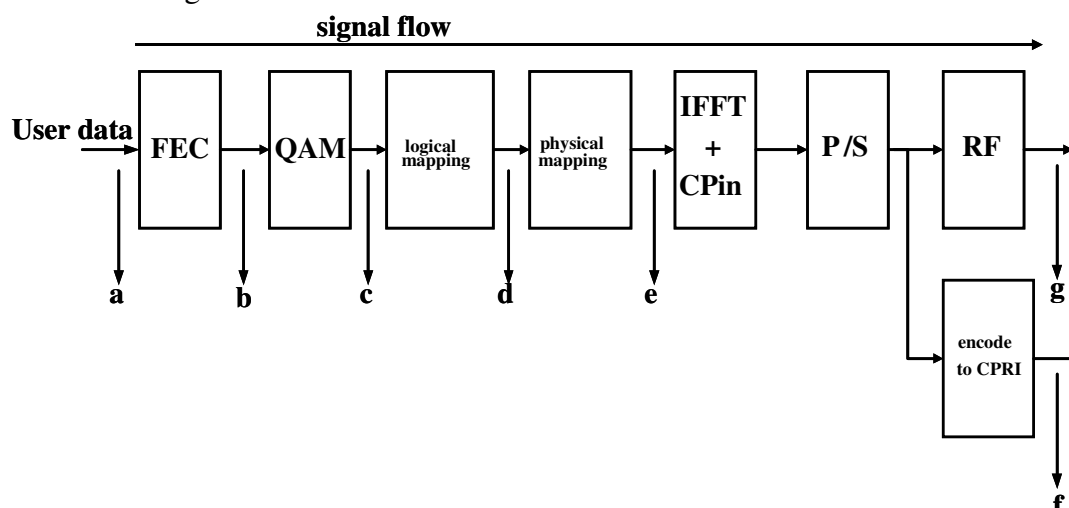 signal flow
User data
FEC
QAM
logical
mapping
physical
mapping
IFFT
+
CPin
P/S
RF
a
b
c
d
e
g
encode
to CPRI
f